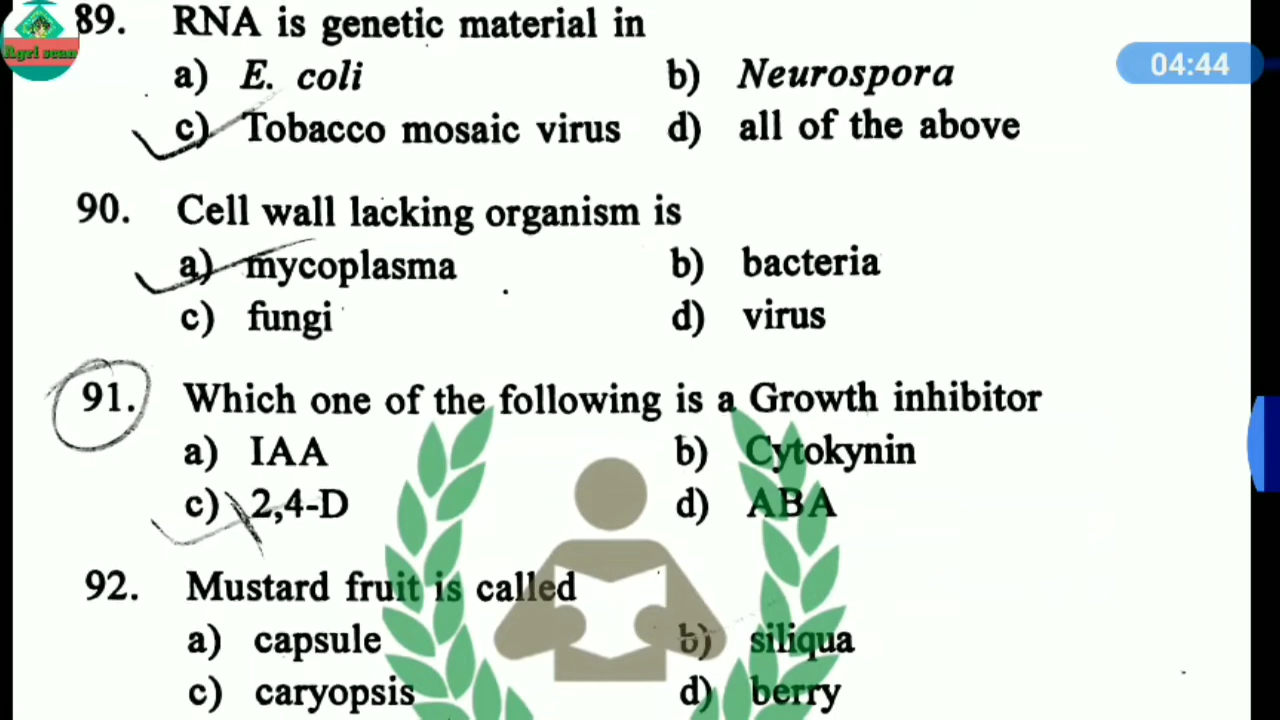 Agri scan
89. RNA is genetic material in
a) E. coli b) Neurospora
c) Tobacco mosaic virus d) all of the above
04:44
90. Cell wall lacking organism is
a) mycoplasma b) bacteria
c) fungi d) virus
91. Which one of the following is a Growth inhibitor
a) IAA b) Cytokynin
c) 2,4-D d) ABA
92. Mustard fruit is called
a) capsule b) siliqua
c) caryopsis d) berry